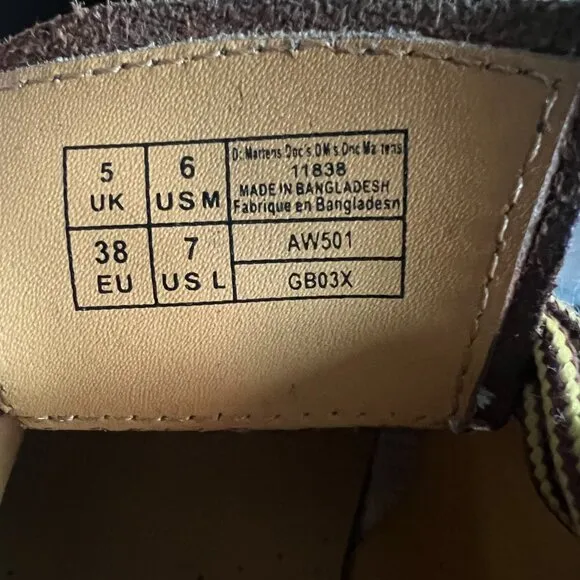 5
UK
6
US M
Dr. Martens Doc's DM's Doc Martens
11838
MADE IN BANGLADESH
Fabrique en Bangladesh
38
EU
7
US L
AW501
GB03X